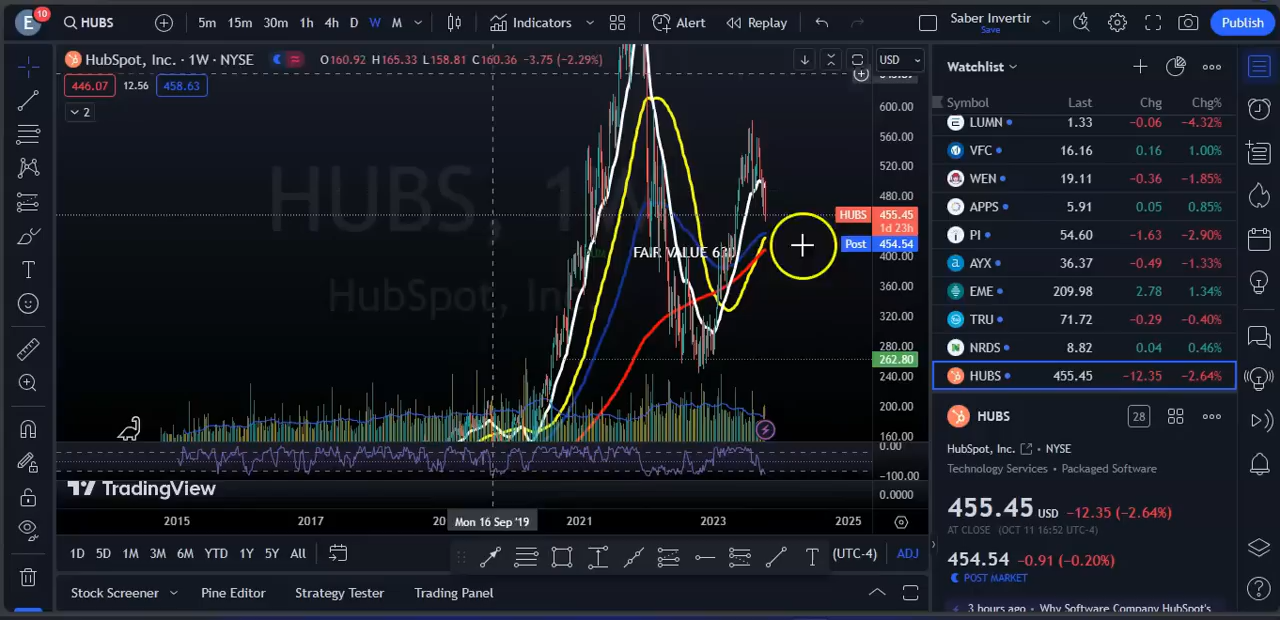 E 10 HUBS 5m 15m 30m 1h 4h D W M Indicators Alert Replay Saber Invertir Save Publish
HubSpot, Inc. · 1W · NYSE O160.92 H165.33 L158.81 C160.36 −3.75 (−2.29%) USD
446.07 12.56 458.63
2
HUBS, 1W
HubSpot, Inc.
FAIR VALUE 630
600.00
560.00
520.00
480.00
HUBS 455.45
1d 23h
Post 454.54
400.00
360.00
320.00
280.00
262.80
240.00
200.00
160.00
0.00
−100.00
0.0000
TradingView
2015 2017 20 Mon 16 Sep '19 2021 2023 2025
1D 5D 1M 3M 6M YTD 1Y 5Y All (UTC-4) ADJ
Stock Screener Pine Editor Strategy Tester Trading Panel
Watchlist
Symbol Last Chg Chg%
LUMN 1.33 −0.06 −4.32%
VFC 16.16 0.16 1.00%
WEN 19.11 −0.36 −1.85%
APPS 5.91 0.05 0.85%
PI 54.60 −1.63 −2.90%
AYX 36.37 −0.49 −1.33%
EME 209.98 2.78 1.34%
TRU 71.72 −0.29 −0.40%
NRDS 8.82 0.04 0.46%
HUBS 455.45 −12.35 −2.64%
HUBS 28
HubSpot, Inc. · NYSE
Technology Services · Packaged Software
455.45 USD −12.35 (−2.64%)
AT CLOSE (OCT 11 16:52 UTC-4)
454.54 −0.91 (−0.20%)
POST MARKET
3 hours ago · Why Software Company HubSpot's